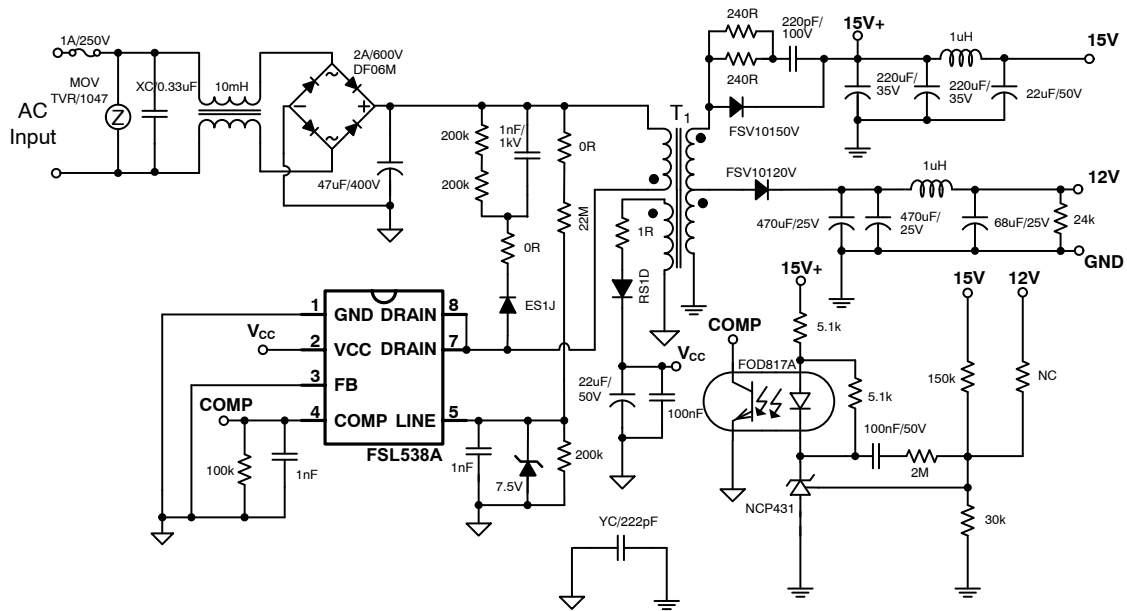 1A/250V
MOV
TVR/1047
XC/0.33uF
10mH
2A/600V
DF06M
AC
Input
Z
~
~
−
+
47uF/400V
200k
200k
1nF/
1kV
0R
0R
22M
ES1J
T1
1R
RS1D
240R
240R
220pF/
100V
FSV10150V
15V+
220uF/
35V
1uH
220uF/
35V
22uF/50V
15V
FSV10120V
470uF/25V
470uF/
25V
1uH
68uF/25V
24k
12V
GND
1
GND
DRAIN
8
VCC
2
VCC
DRAIN
7
3
FB
COMP
4
COMP
LINE
5
FSL538A
100k
1nF
1nF
7.5V
200k
22uF/
50V
100nF
VCC
YC/222pF
COMP
15V+
5.1k
FOD817A
5.1k
100nF/50V
2M
NCP431
15V
12V
150k
NC
30k